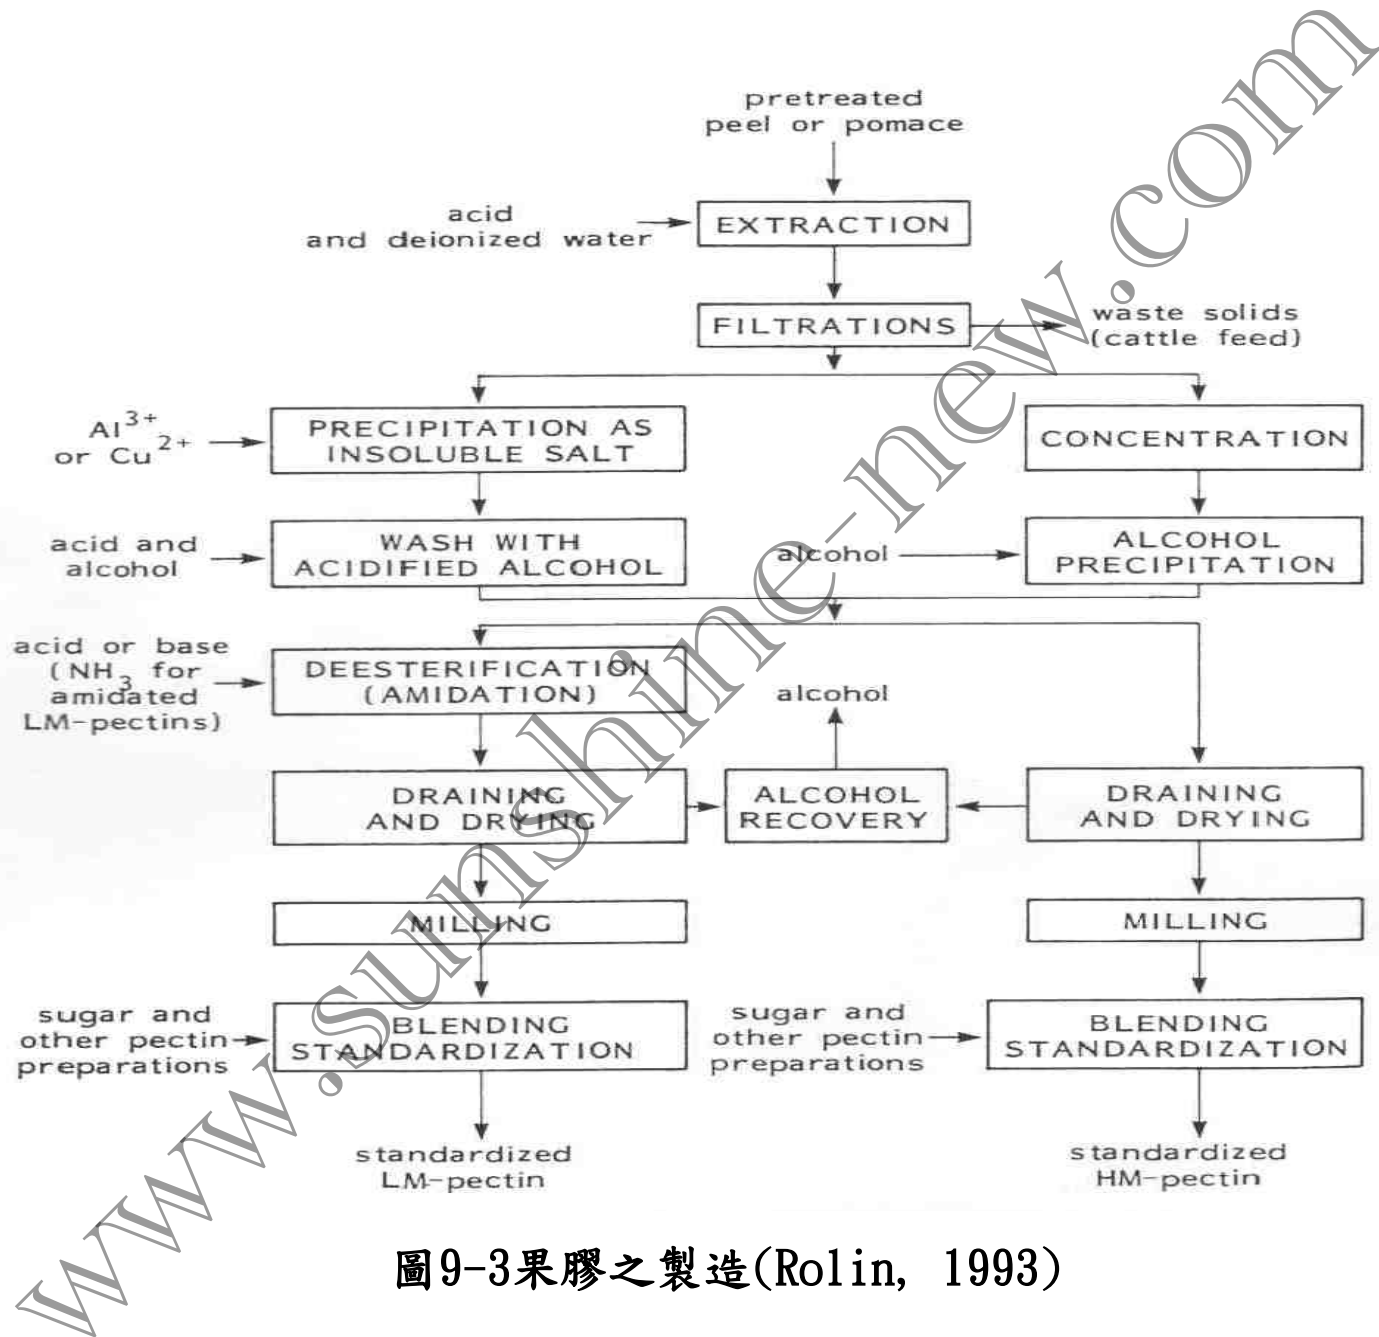 pretreated
peel or pomace
acid
and deionized water
EXTRACTION
FILTRATIONS
waste solids
(cattle feed)
Al3+
or Cu2+
PRECIPITATION AS
INSOLUBLE SALT
CONCENTRATION
acid and
alcohol
WASH WITH
ACIDIFIED ALCOHOL
alcohol
ALCOHOL
PRECIPITATION
acid or base
(NH3 for
amidated
LM-pectins)
DEESTERIFICATION
(AMIDATION)
alcohol
DRAINING
AND DRYING
ALCOHOL
RECOVERY
DRAINING
AND DRYING
MILLING
MILLING
sugar and
other pectin
preparations
BLENDING
STANDARDIZATION
sugar and
other pectin
preparations
BLENDING
STANDARDIZATION
standardized
LM-pectin
standardized
HM-pectin
圖9-3果膠之製造(Rolin, 1993)
www.sunshine-new.com